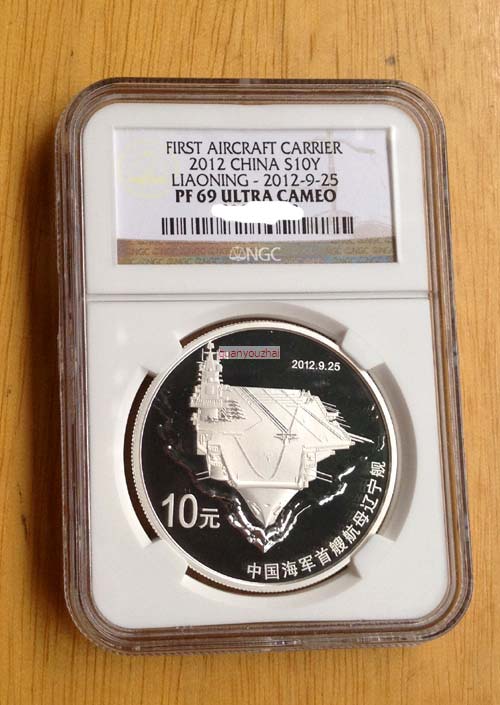 FIRST AIRCRAFT CARRIER
2012 CHINA S10Y
LIAONING - 2012-9-25
PF 69 ULTRA CAMEO
NGC
quanyouzhai
2012.9.25
10元
中国海军首艘航母辽宁舰